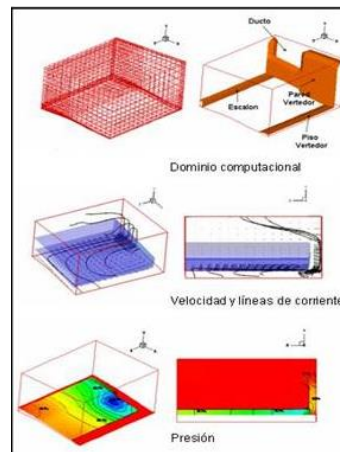 Ducto
Escalon
Pared
Vertedor
Piso
Vertedor
Dominio computacional
Velocidad y líneas de corriente
Presión